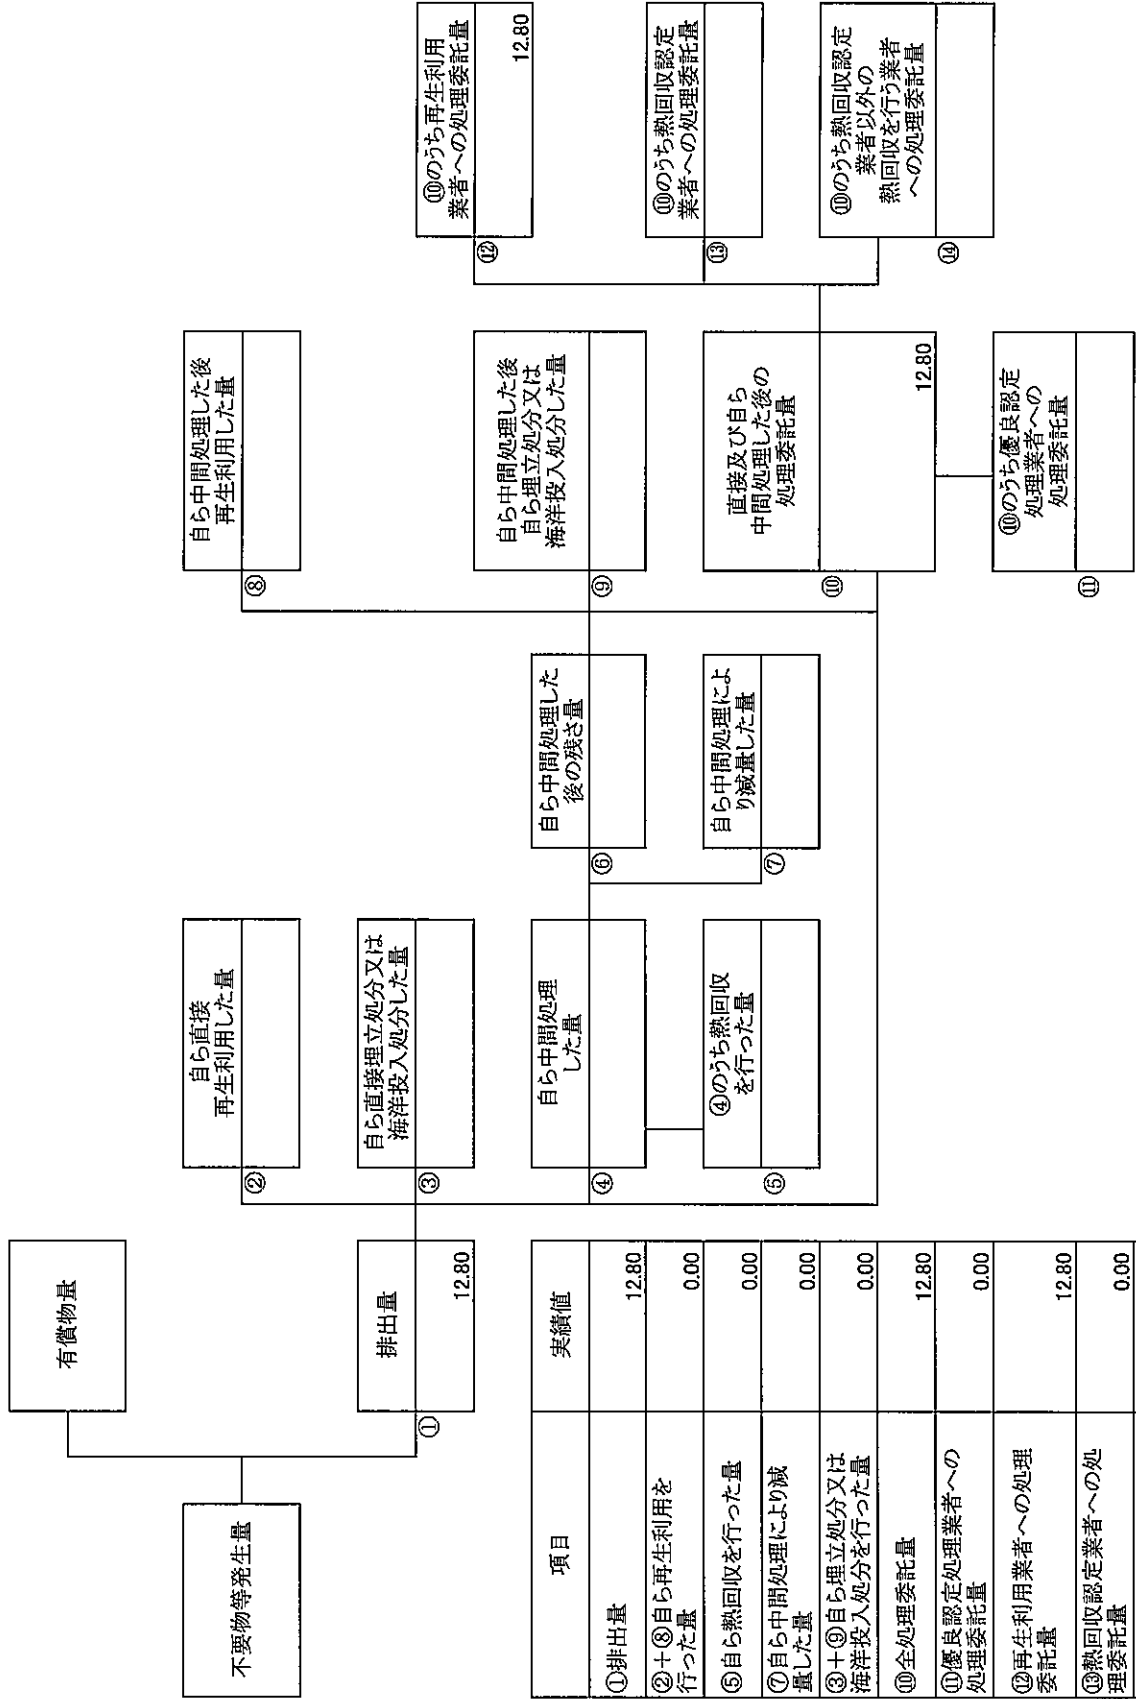 不要物等発生量
有償物量
①
排出量
12.80
②
自ら直接
再生利用した量
③
自ら直接埋立処分又は
海洋投入処分した量
④
自ら中間処理
した量
⑤
④のうち熱回収
を行った量
⑥
自ら中間処理した
後の残さ量
⑦
自ら中間処理によ
り減量した量
⑧
自ら中間処理した後
再生利用した量
⑨
自ら中間処理した後
自ら埋立処分又は
海洋投入処分した量
⑩
直接及び自ら
中間処理した後の
処理委託量
12.80
⑪
⑩のうち優良認定
処理業者への
処理委託量
⑫
⑩のうち再生利用
業者への処理委託量
12.80
⑬
⑩のうち熱回収認定
業者への処理委託量
⑭
⑩のうち熱回収認定
業者以外の
熱回収を行う業者
への処理委託量
項目 実績値
①排出量 12.80
②+⑧自ら再生利用を
行った量 0.00
⑤自ら熱回収を行った量 0.00
⑦自ら中間処理により減
量した量 0.00
③+⑨自ら埋立処分又は
海洋投入処分を行った量 0.00
⑩全処理委託量 12.80
⑪優良認定処理業者への
処理委託量 0.00
⑫再生利用業者への処理
委託量 12.80
⑬熱回収認定業者への処
理委託量 0.00